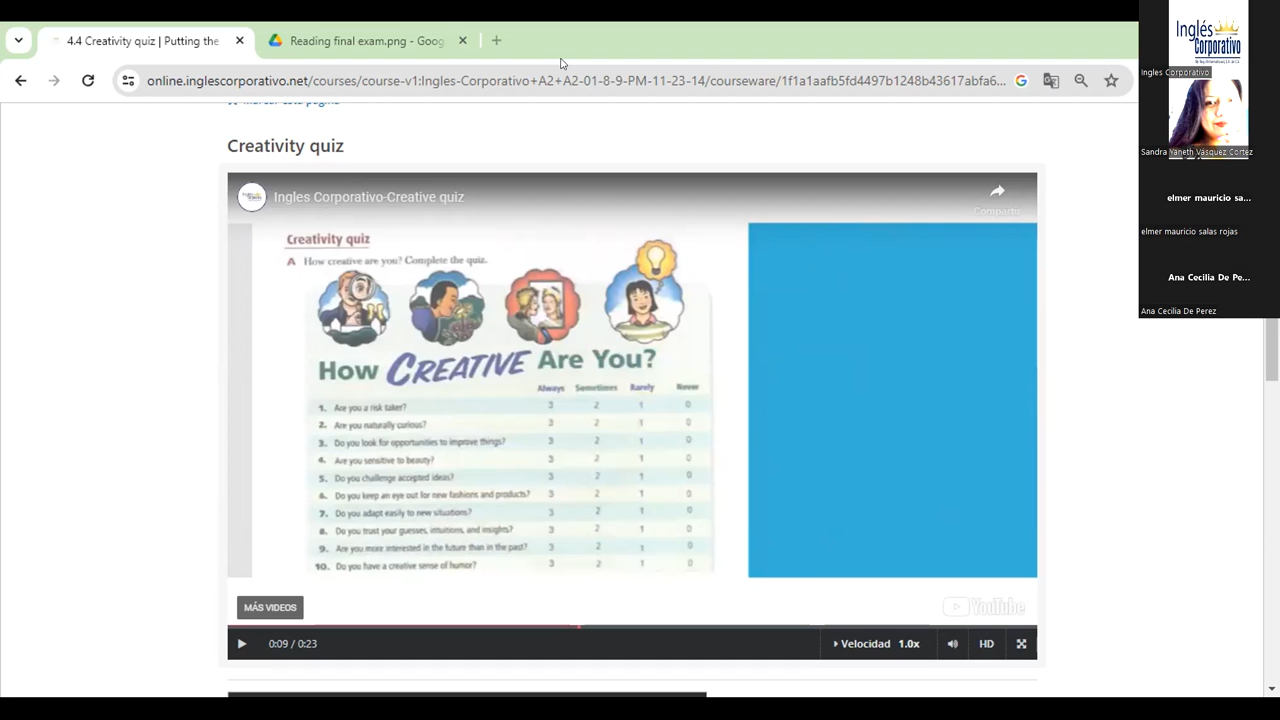 4.4 Creativity quiz | Putting the
Reading final exam.png - Goog
online.inglescorporativo.net/courses/course-v1:Ingles-Corporativo+A2+A2-01-8-9-PM-11-23-14/courseware/1f1a1aafb5fd4497b1248b43617abfa6...
Marcar esta página
Creativity quiz
Ingles Corporativo-Creative quiz
Compartir
Creativity quiz
A How creative are you? Complete the quiz.
How CREATIVE Are You?
Always Sometimes Rarely Never
1. Are you a risk taker? 3 2 1 0
2. Are you naturally curious? 3 2 1 0
3. Do you look for opportunities to improve things? 3 2 1 0
4. Are you sensitive to beauty? 3 2 1 0
5. Do you challenge accepted ideas? 3 2 1 0
6. Do you keep an eye out for new fashions and products? 3 2 1 0
7. Do you adapt easily to new situations? 3 2 1 0
8. Do you trust your guesses, intuitions, and insights? 3 2 1 0
9. Are you more interested in the future than in the past? 3 2 1 0
10. Do you have a creative sense of humor? 3 2 1 0
MÁS VIDEOS
YouTube
0:09 / 0:23
Velocidad 1.0x
HD
Inglés
Corporativo
Ingles Corporativo
Sandra Yaneth Vásquez Cortez
elmer mauricio sa...
elmer mauricio salas rojas
Ana Cecilia De Pe...
Ana Cecilia De Perez